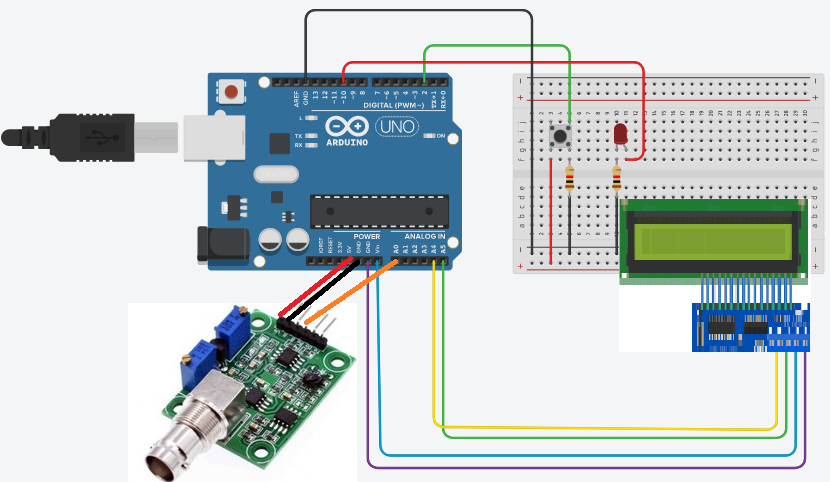 AREF
GND
13
12
~11
~10
~9
8
7
~6
~5
4
~3
2
TX→1
RX←0
DIGITAL (PWM~)
L
TX
RX
UNO
ON
ARDUINO
POWER
ANALOG IN
IOREF
RESET
3.3V
5V
GND
GND
Vin
A0
A1
A2
A3
A4
A5